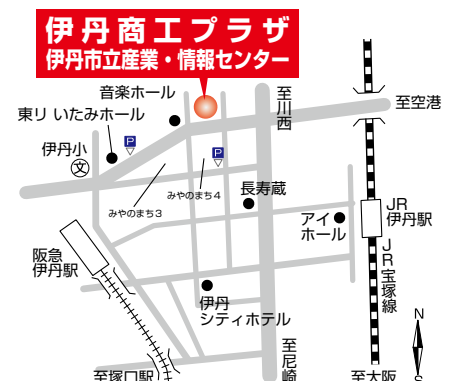 伊丹商工プラザ
伊丹市立産業・情報センター
音楽ホール
至川西
至空港
東リ いたみホール
伊丹小
文
P
P
みやのまち3
みやのまち4
長寿蔵
アイ
ホール
JR
伊丹駅
阪急
伊丹駅
JR宝塚線
伊丹
シティホテル
N
至塚口駅
至尼崎
至大阪
S